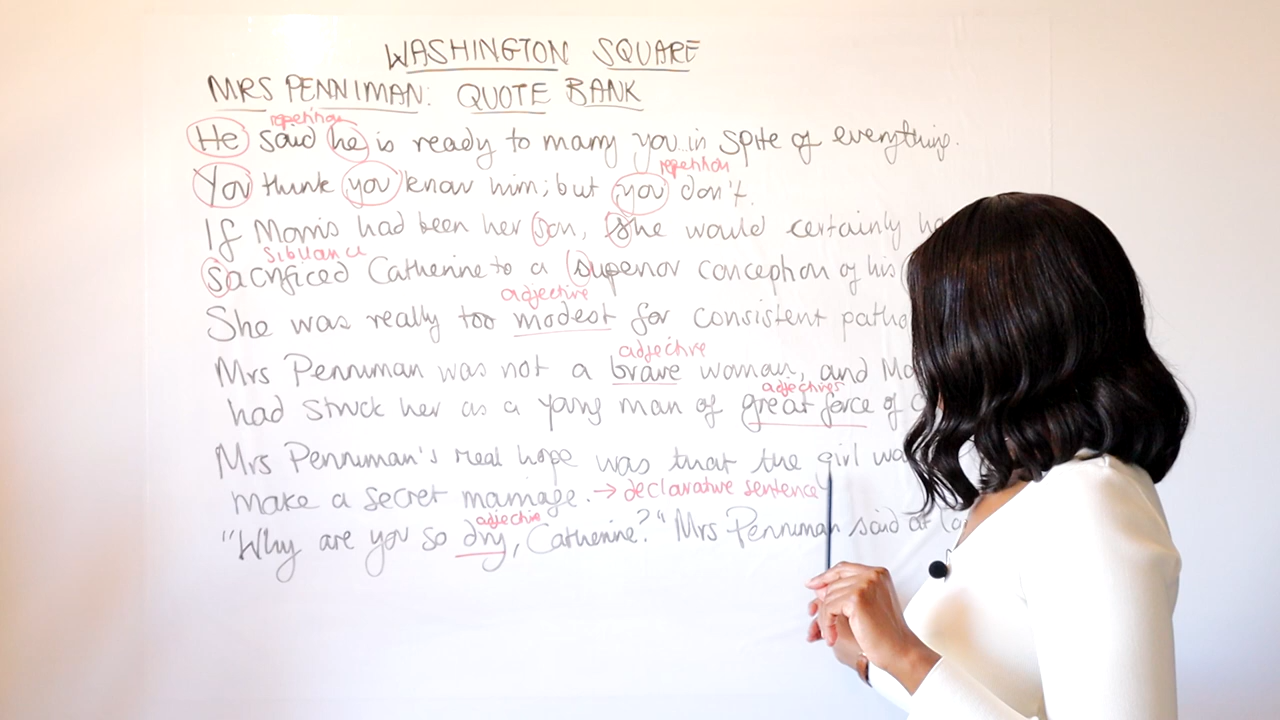 WASHINGTON SQUARE
MRS PENNIMAN: QUOTE BANK
repetition
He said he is ready to marry you...in spite of everything.
repetition
You think you know him; but you don't.
If Morris had been her son, she would certainly
sibilance
sacrificed Catherine to a superior conception of his
adjective
She was really too modest for consistent
adjective
Mrs Penniman was not a brave woman, and
adjectives
had struck her as a young man of great force of
Mrs Penniman's real hope was that the girl
make a secret marriage. → declarative sentence
adjective
"Why are you so dry, Catherine?" Mrs Penniman said at